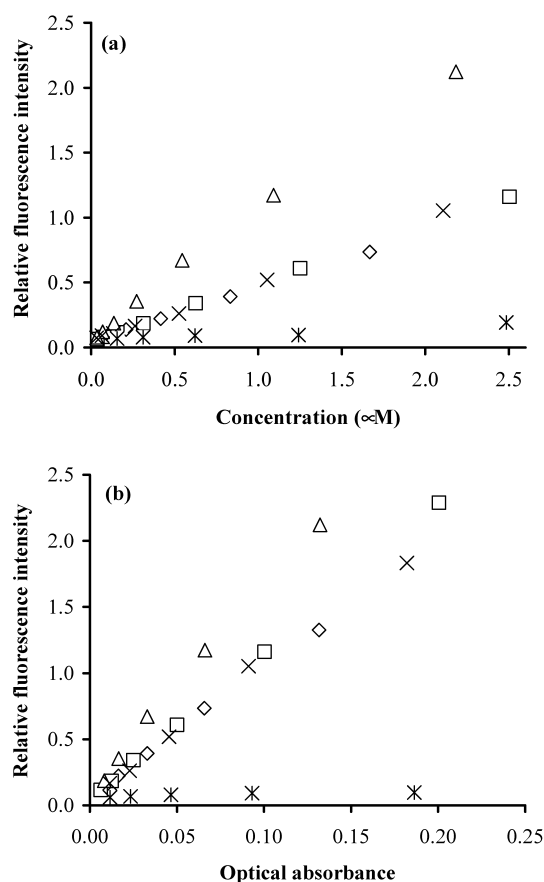 (a)
Relative fluorescence intensity
2.5
2.0
1.5
1.0
0.5
0.0
0.0 0.5 1.0 1.5 2.0 2.5
Concentration (∝M)
(b)
Relative fluorescence intensity
2.5
2.0
1.5
1.0
0.5
0.0
0.00 0.05 0.10 0.15 0.20 0.25
Optical absorbance